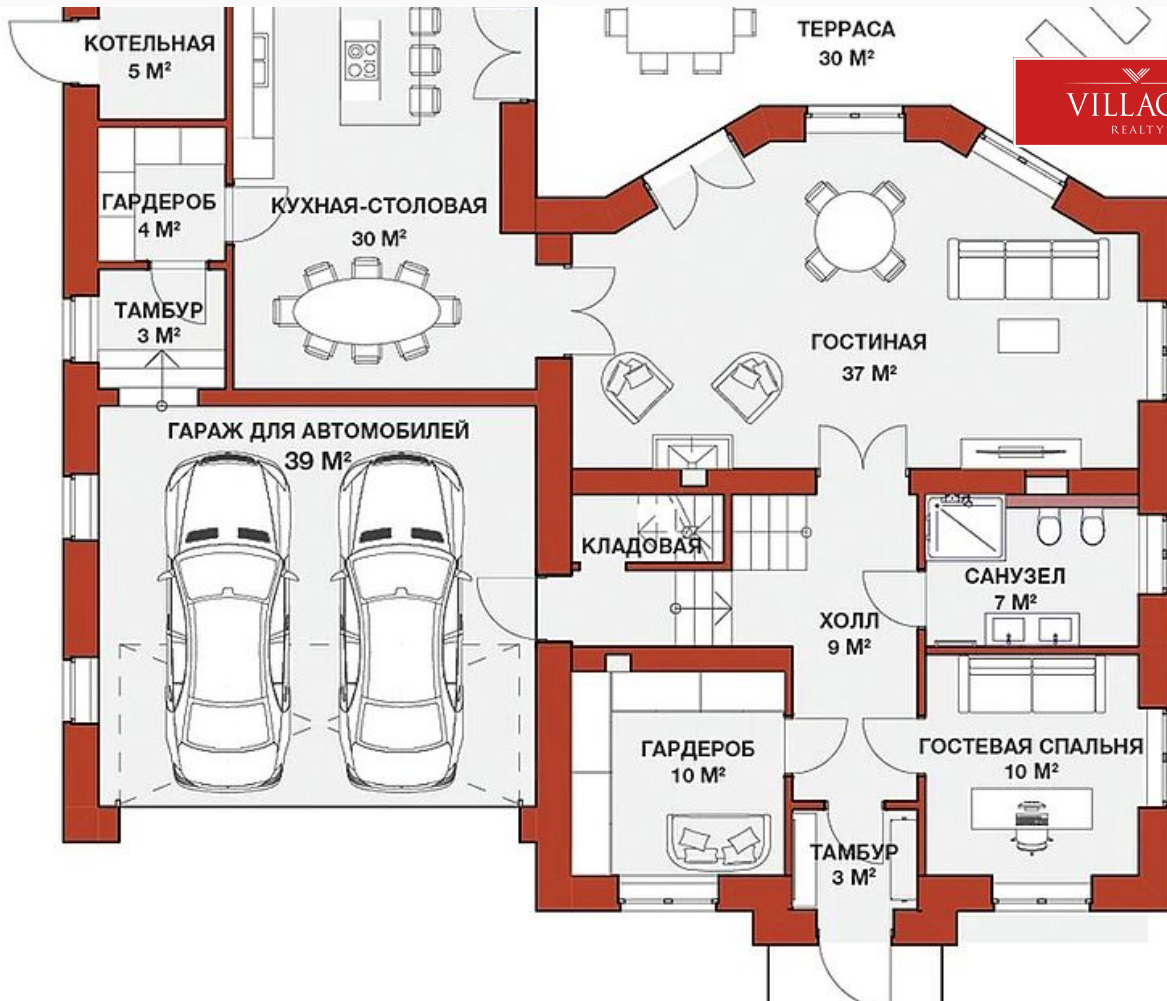 КОТЕЛЬНАЯ
5 М²
ТЕРРАСА
30 М²
VILLAG
REALTY
ГАРДЕРОБ
4 М²
КУХНАЯ-СТОЛОВАЯ
30 М²
ТАМБУР
3 М²
ГОСТИНАЯ
37 М²
ГАРАЖ ДЛЯ АВТОМОБИЛЕЙ
39 М²
КЛАДОВАЯ
САНУЗЕЛ
7 М²
ХОЛЛ
9 М²
ГАРДЕРОБ
10 М²
ГОСТЕВАЯ СПАЛЬНЯ
10 М²
ТАМБУР
3 М²